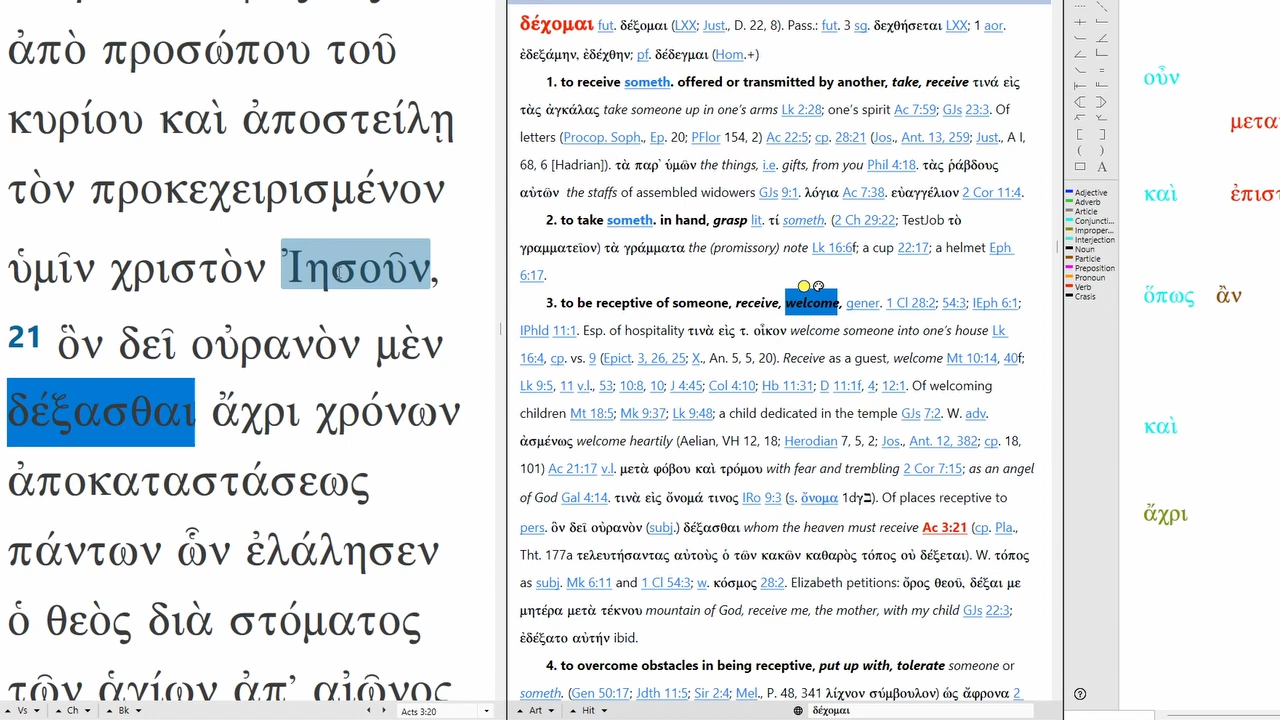 ἀπὸ προσώπου τοῦ
κυρίου καὶ ἀποστείλῃ
τὸν προκεχειρισμένον
ὑμῖν χριστὸν Ἰησοῦν,
21 ὃν δεῖ οὐρανὸν μὲν
δέξασθαι ἄχρι χρόνων
ἀποκαταστάσεως
πάντων ὧν ἐλάλησεν
ὁ θεὸς διὰ στόματος
τῶν ἁγίων ἀπ’ αἰῶνος
Vs Ch Bk Acts 3:20
δέχομαι fut. δέξομαι (LXX; Just., D. 22, 8). Pass.: fut. 3 sg. δεχθήσεται LXX; 1 aor.
ἐδεξάμην, ἐδέχθην; pf. δέδεγμαι (Hom.+)
1. to receive someth. offered or transmitted by another, take, receive τινά εἰς
τὰς ἀγκάλας take someone up in one’s arms Lk 2:28; one’s spirit Ac 7:59; GJs 23:3. Of
letters (Procop. Soph., Ep. 20; PFlor 154, 2) Ac 22:5; cp. 28:21 (Jos., Ant. 13, 259; Just., A I,
68, 6 [Hadrian]). τὰ παρ’ ὑμῶν the things, i.e. gifts, from you Phil 4:18. τὰς ῥάβδους
αὐτῶν the staffs of assembled widowers GJs 9:1. λόγια Ac 7:38. εὐαγγέλιον 2 Cor 11:4.
2. to take someth. in hand, grasp lit. τί someth. (2 Ch 29:22; TestJob τὸ
γραμματεῖον) τὰ γράμματα the (promissory) note Lk 16:6f; a cup 22:17; a helmet Eph
6:17.
3. to be receptive of someone, receive, welcome, gener. 1 Cl 28:2; 54:3; IEph 6:1;
IPhld 11:1. Esp. of hospitality τινὰ εἰς τ. οἶκον welcome someone into one’s house Lk
16:4, cp. vs. 9 (Epict. 3, 26, 25; X., An. 5, 5, 20). Receive as a guest, welcome Mt 10:14, 40f;
Lk 9:5, 11 v.l., 53; 10:8, 10; J 4:45; Col 4:10; Hb 11:31; D 11:1f, 4; 12:1. Of welcoming
children Mt 18:5; Mk 9:37; Lk 9:48; a child dedicated in the temple GJs 7:2. W. adv.
ἀσμένως welcome heartily (Aelian, VH 12, 18; Herodian 7, 5, 2; Jos., Ant. 12, 382; cp. 18,
101) Ac 21:17 v.l. μετὰ φόβου καὶ τρόμου with fear and trembling 2 Cor 7:15; as an angel
of God Gal 4:14. τινὰ εἰς ὄνομά τινος IRo 9:3 (s. ὄνομα 1dγב). Of places receptive to
pers. ὃν δεῖ οὐρανὸν (subj.) δέξασθαι whom the heaven must receive Ac 3:21 (cp. Pla.,
Tht. 177a τελευτήσαντας αὐτοὺς ὁ τῶν κακῶν καθαρὸς τόπος οὐ δέξεται). W. τόπος
as subj. Mk 6:11 and 1 Cl 54:3; w. κόσμος 28:2. Elizabeth petitions: ὄρος θεοῦ, δέξαι με
μητέρα μετὰ τέκνου mountain of God, receive me, the mother, with my child GJs 22:3;
ἐδέξατο αὐτήν ibid.
4. to overcome obstacles in being receptive, put up with, tolerate someone or
someth. (Gen 50:17; Jdth 11:5; Sir 2:4; Mel., P. 48, 341 λίχνον σύμβουλον) ὡς ἄφρονα 2
Art Hit δέχομαι
A
Adjective
Adverb
Article
Conjuncti...
Improper...
Interjection
Noun
Particle
Preposition
Pronoun
Verb
Crasis
οὖν
μετα
καὶ ἐπιστ
ὅπως ἂν
καὶ
ἄχρι